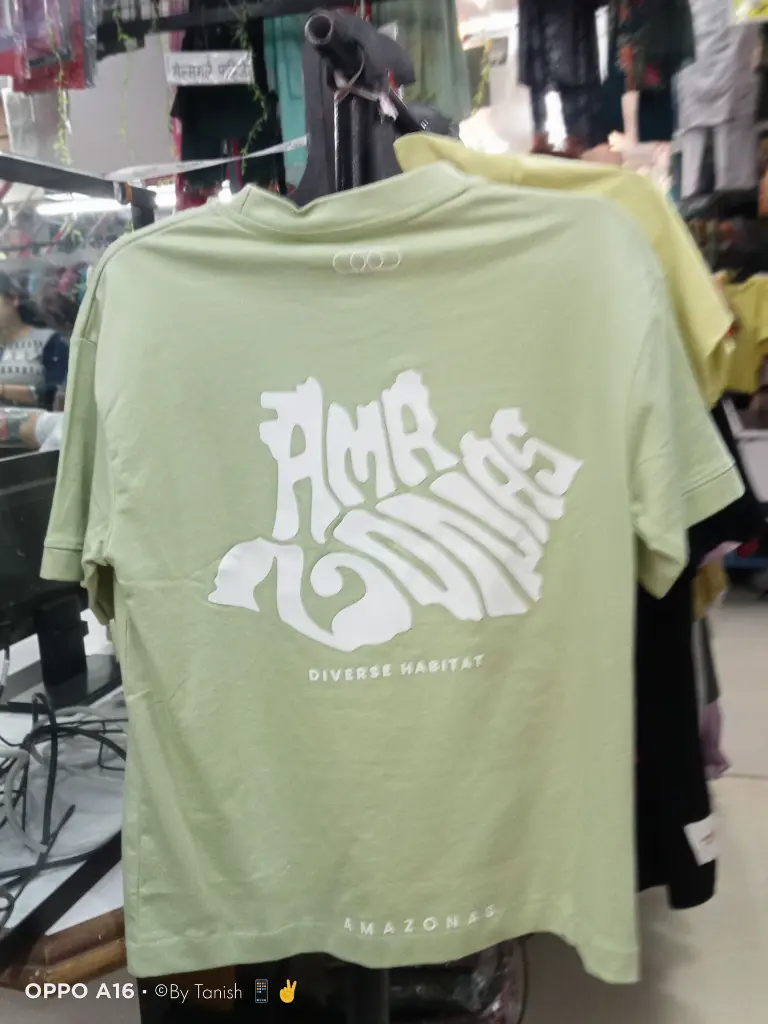 AMA
ZONAS
DIVERSE HABITAT
AMAZONAS
OPPO A16 · ©By Tanish 📱✌